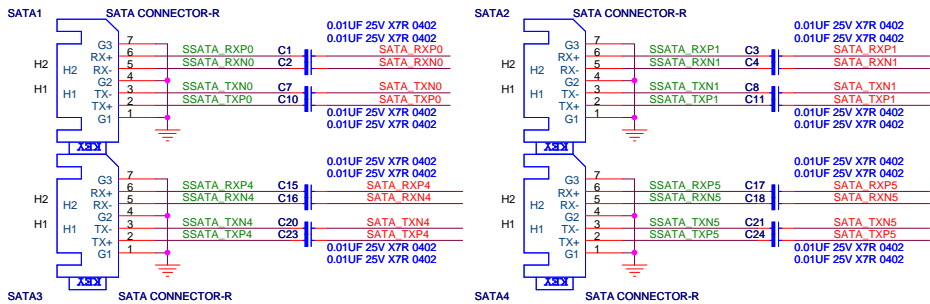 SATA1 SATA CONNECTOR-R
0.01UF 25V X7R 0402
0.01UF 25V X7R 0402
G3 7
RX+ 6 SSATA_RXP0 C1 SATA_RXP0
H2 H2 RX- 5 SSATA_RXN0 C2 SATA_RXN0
G2 4
H1 H1 TX- 3 SSATA_TXN0 C7 SATA_TXN0
TX+ 2 SSATA_TXP0 C10 SATA_TXP0
G1 1
0.01UF 25V X7R 0402
0.01UF 25V X7R 0402
KEY
SATA2 SATA CONNECTOR-R
0.01UF 25V X7R 0402
0.01UF 25V X7R 0402
G3 7
RX+ 6 SSATA_RXP1 C3 SATA_RXP1
H2 H2 RX- 5 SSATA_RXN1 C4 SATA_RXN1
G2 4
H1 H1 TX- 3 SSATA_TXN1 C8 SATA_TXN1
TX+ 2 SSATA_TXP1 C11 SATA_TXP1
G1 1
0.01UF 25V X7R 0402
0.01UF 25V X7R 0402
KEY
0.01UF 25V X7R 0402
0.01UF 25V X7R 0402
G3 7
RX+ 6 SSATA_RXP4 C15 SATA_RXP4
H2 H2 RX- 5 SSATA_RXN4 C16 SATA_RXN4
G2 4
H1 H1 TX- 3 SSATA_TXN4 C20 SATA_TXN4
TX+ 2 SSATA_TXP4 C23 SATA_TXP4
G1 1
0.01UF 25V X7R 0402
0.01UF 25V X7R 0402
KEY
SATA3 SATA CONNECTOR-R
0.01UF 25V X7R 0402
0.01UF 25V X7R 0402
G3 7
RX+ 6 SSATA_RXP5 C17 SATA_RXP5
H2 H2 RX- 5 SSATA_RXN5 C18 SATA_RXN5
G2 4
H1 H1 TX- 3 SSATA_TXN5 C21 SATA_TXN5
TX+ 2 SSATA_TXP5 C24 SATA_TXP5
G1 1
0.01UF 25V X7R 0402
0.01UF 25V X7R 0402
KEY
SATA4 SATA CONNECTOR-R